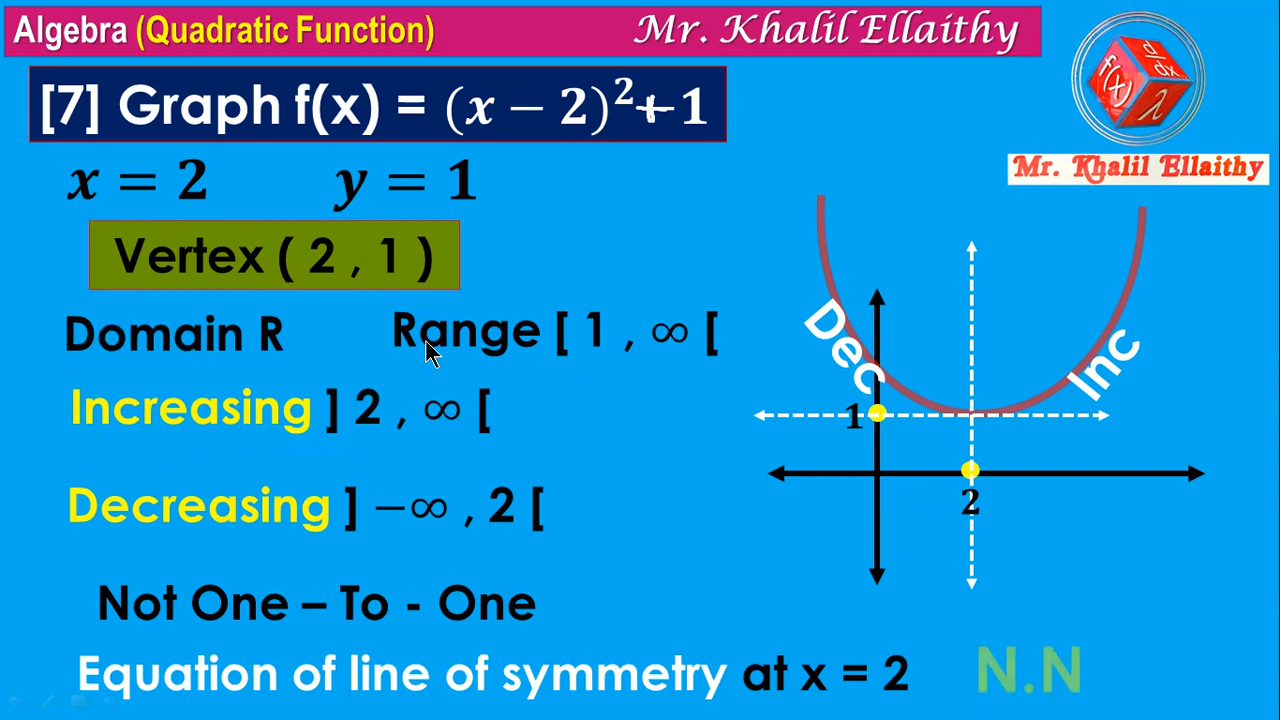 Algebra (Quadratic Function)
Mr. Khalil Ellaithy
d/dx
f(x)
λ
Mr. Khalil Ellaithy
[7] Graph f(x) = (x − 2)²+1
x = 2 y = 1
Vertex ( 2 , 1 )
Domain R Range [ 1 , ∞ [
Increasing ] 2 , ∞ [
Decreasing ] −∞ , 2 [
Not One – To - One
Equation of line of symmetry at x = 2
N.N
Dec
Inc
1
2